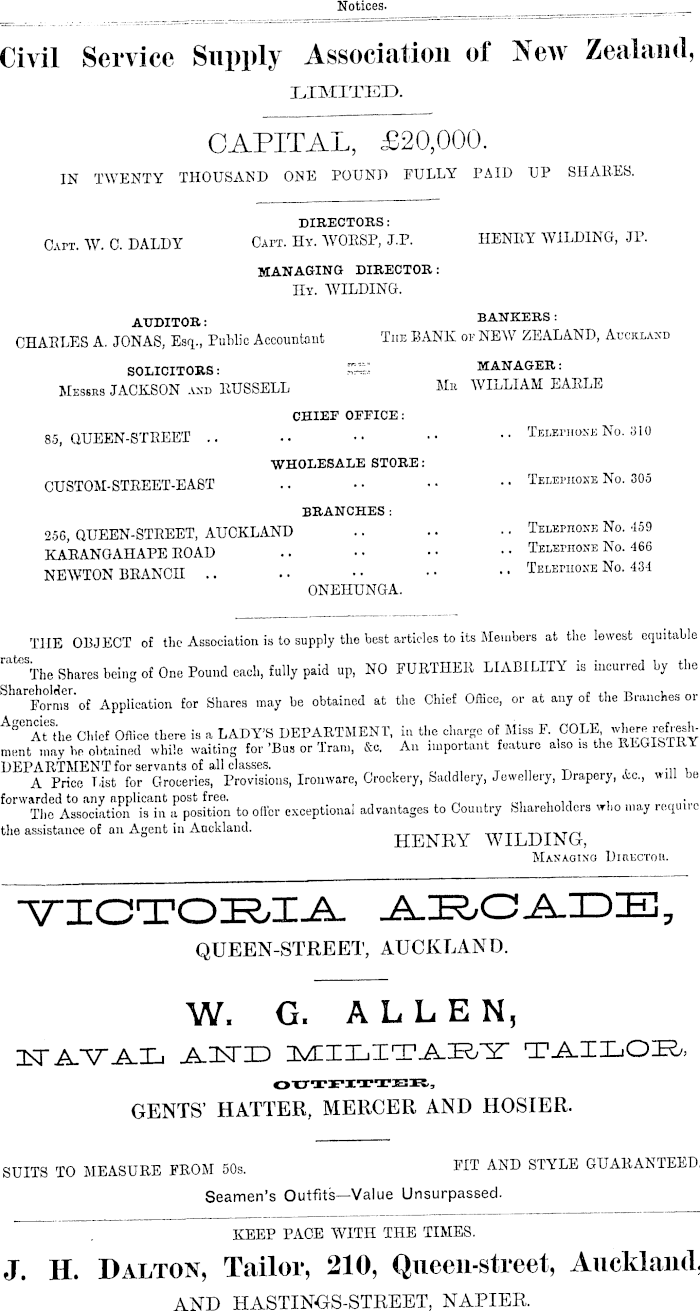 Notices.
Civil Service Supply Association of New Zealand,
LIMITED.
CAPITAL, £20,000.
IN TWENTY THOUSAND ONE POUND FULLY PAID UP SHARES.
DIRECTORS:
CAPT. W. C. DALDY CAPT. HY. WORSP, J.P. HENRY WILDING, JP.
MANAGING DIRECTOR:
HY. WILDING.
AUDITOR: BANKERS:
CHARLES A. JONAS, Esq., Public Accountant THE BANK OF NEW ZEALAND, AUCKLAND
SOLICITORS: MANAGER:
MESSRS JACKSON AND RUSSELL MR WILLIAM EARLE
CHIEF OFFICE:
85, QUEEN-STREET .. .. .. .. .. TELEPHONE No. 310
WHOLESALE STORE:
CUSTOM-STREET-EAST .. .. .. .. TELEPHONE No. 305
BRANCHES:
256, QUEEN-STREET, AUCKLAND .. .. .. TELEPHONE No. 459
KARANGAHAPE ROAD .. .. .. .. TELEPHONE No. 466
NEWTON BRANCH .. .. .. .. .. TELEPHONE No. 434
ONEHUNGA.
THE OBJECT of the Association is to supply the best articles to its Members at the lowest equitable
rates.
The Shares being of One Pound each, fully paid up, NO FURTHER LIABILITY is incurred by the
Shareholder.
Forms of Application for Shares may be obtained at the Chief Office, or at any of the Branches or
Agencies.
At the Chief Office there is a LADY'S DEPARTMENT, in the charge of Miss F. COLE, where refresh-
ment may be obtained while waiting for 'Bus or Tram, &c. An important feature also is the REGISTRY
DEPARTMENT for servants of all classes.
A Price List for Groceries, Provisions, Ironware, Crockery, Saddlery, Jewellery, Drapery, &c., will be
forwarded to any applicant post free.
The Association is in a position to offer exceptional advantages to Country Shareholders who may require
the assistance of an Agent in Auckland.
HENRY WILDING,
MANAGING DIRECTOR.
VICTORIA ARCADE,
QUEEN-STREET, AUCKLAND.
W. G. ALLEN,
NAVAL AND MILITARY TAILOR,
OUTFITTER,
GENTS' HATTER, MERCER AND HOSIER.
SUITS TO MEASURE FROM 50s. FIT AND STYLE GUARANTEED.
Seamen's Outfits—Value Unsurpassed.
KEEP PACE WITH THE TIMES.
J. H. DALTON, Tailor, 210, Queen-street, Auckland,
AND HASTINGS-STREET, NAPIER.